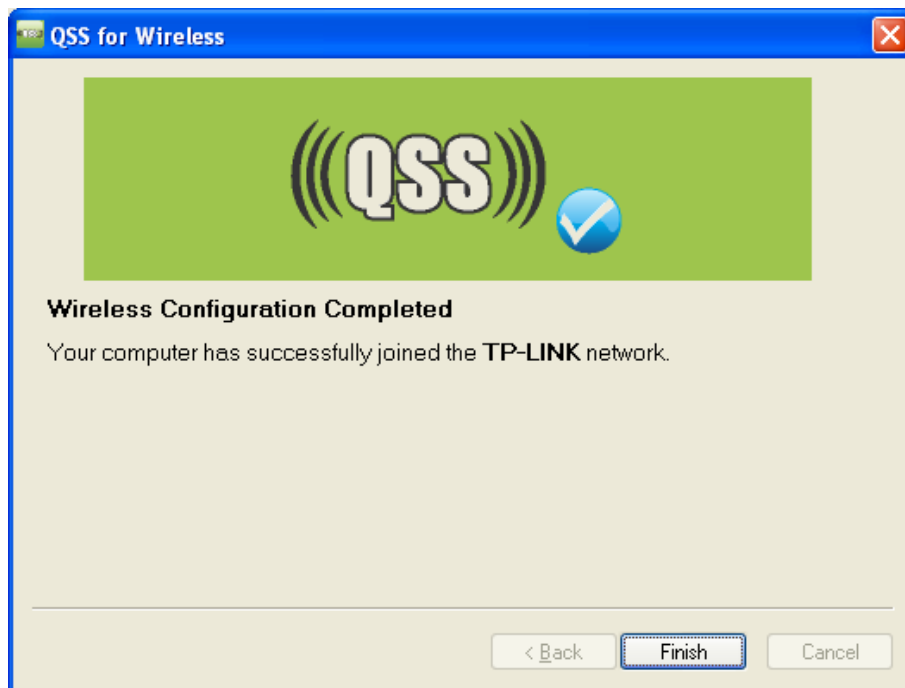 QSS for Wireless
QSS
Wireless Configuration Completed
Your computer has successfully joined the TP-LINK network.
< Back
Finish
Cancel